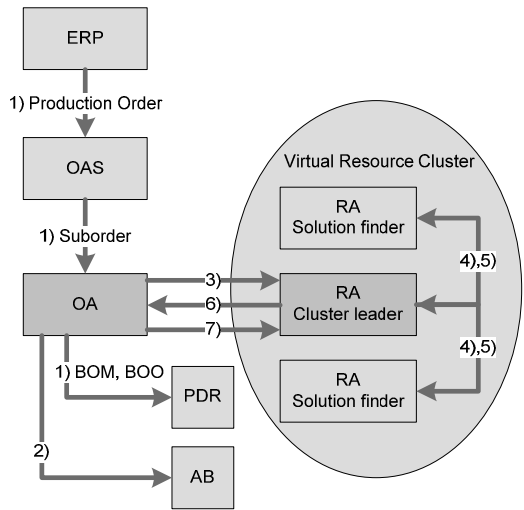 ERP
1) Production Order
OAS
1) Suborder
OA
1) BOM, BOO
PDR
2)
AB
3)
6)
7)
Virtual Resource Cluster
RA
Solution finder
4),5)
RA
Cluster leader
4),5)
RA
Solution finder